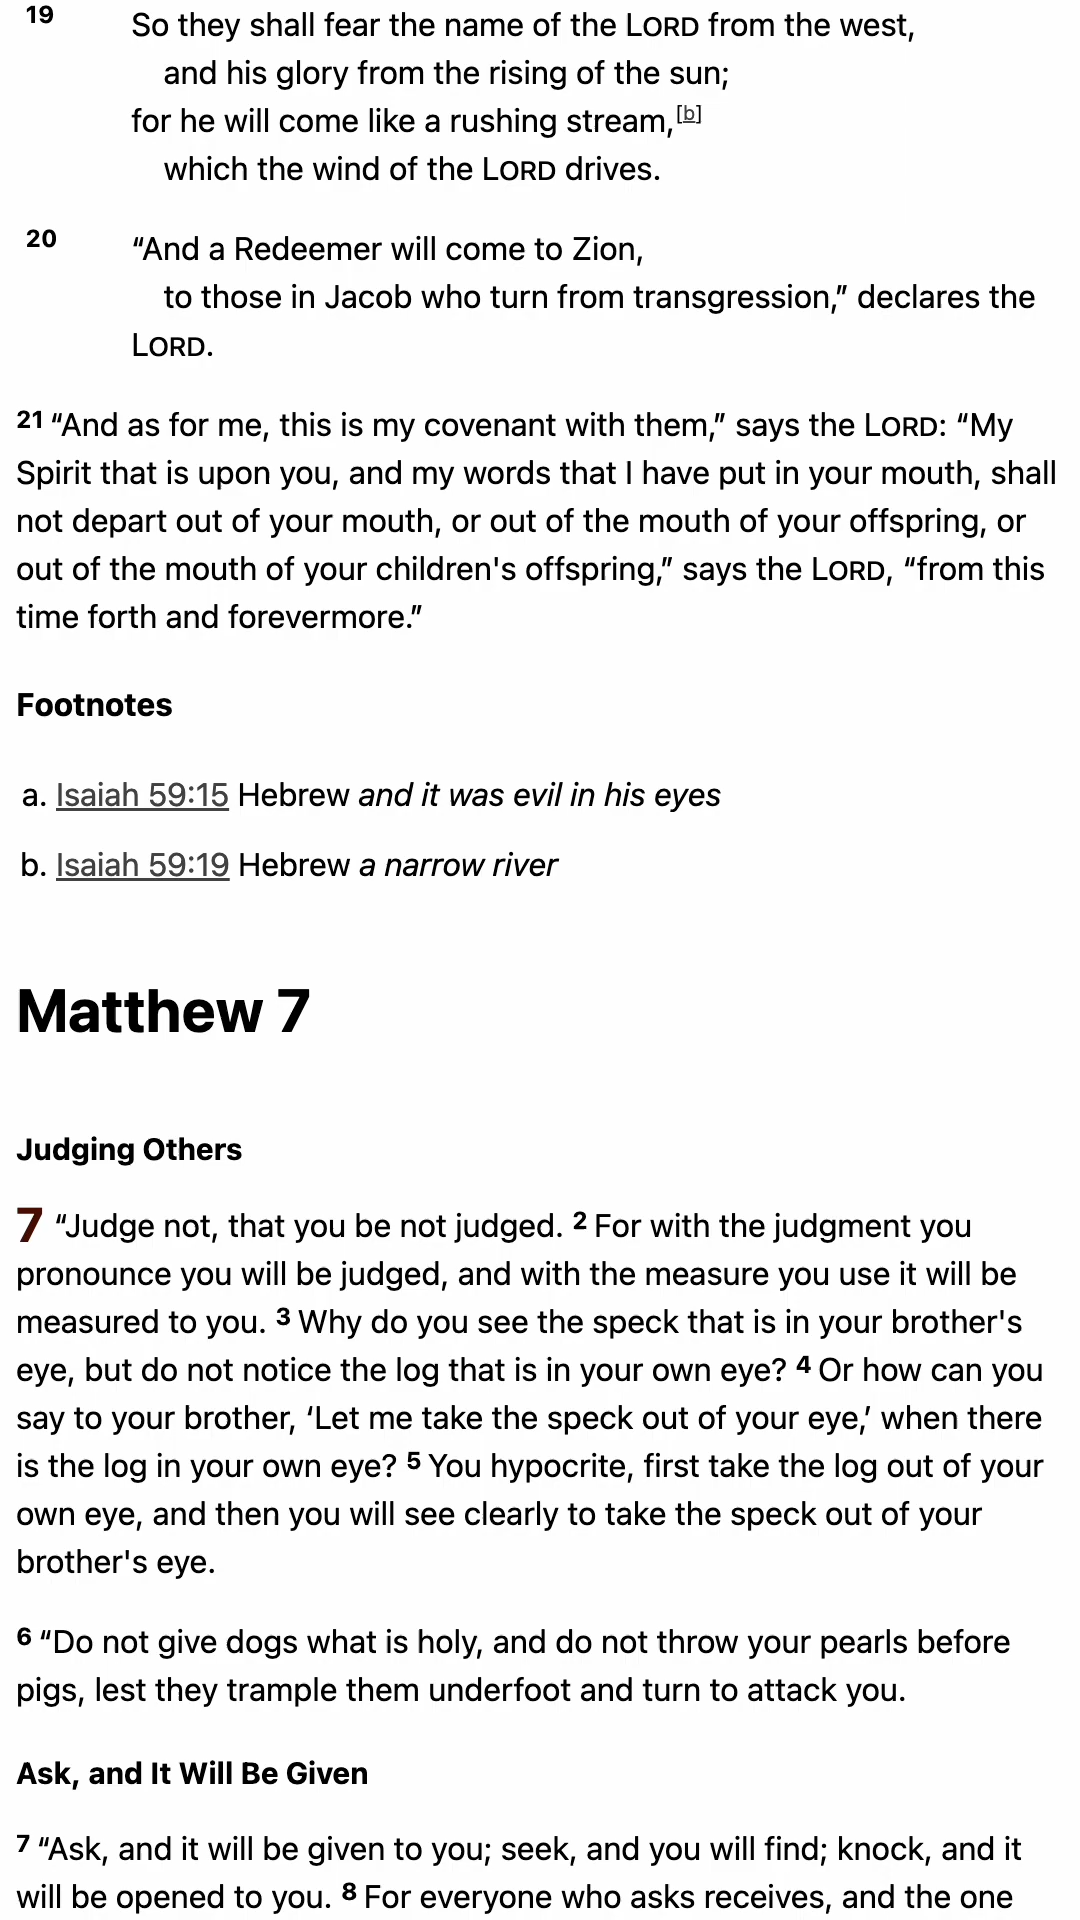 19 So they shall fear the name of the LORD from the west,
and his glory from the rising of the sun;
for he will come like a rushing stream,[b]
which the wind of the LORD drives.
20 “And a Redeemer will come to Zion,
to those in Jacob who turn from transgression,” declares the
LORD.
21 “And as for me, this is my covenant with them,” says the LORD: “My
Spirit that is upon you, and my words that I have put in your mouth, shall
not depart out of your mouth, or out of the mouth of your offspring, or
out of the mouth of your children's offspring,” says the LORD, “from this
time forth and forevermore.”
Footnotes
a. Isaiah 59:15 Hebrew and it was evil in his eyes
b. Isaiah 59:19 Hebrew a narrow river
Matthew 7
Judging Others
7 “Judge not, that you be not judged. 2 For with the judgment you
pronounce you will be judged, and with the measure you use it will be
measured to you. 3 Why do you see the speck that is in your brother's
eye, but do not notice the log that is in your own eye? 4 Or how can you
say to your brother, ‘Let me take the speck out of your eye,’ when there
is the log in your own eye? 5 You hypocrite, first take the log out of your
own eye, and then you will see clearly to take the speck out of your
brother's eye.
6 “Do not give dogs what is holy, and do not throw your pearls before
pigs, lest they trample them underfoot and turn to attack you.
Ask, and It Will Be Given
7 “Ask, and it will be given to you; seek, and you will find; knock, and it
will be opened to you. 8 For everyone who asks receives, and the one